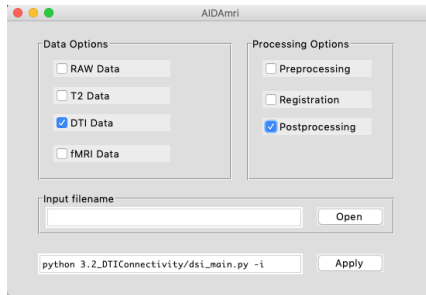 AIDAmri
Data Options
RAW Data
T2 Data
DTI Data
fMRI Data
Processing Options
Preprocessing
Registration
Postprocessing
Input filename
Open
python 3.2_DTIConnectivity/dsi_main.py -i
Apply